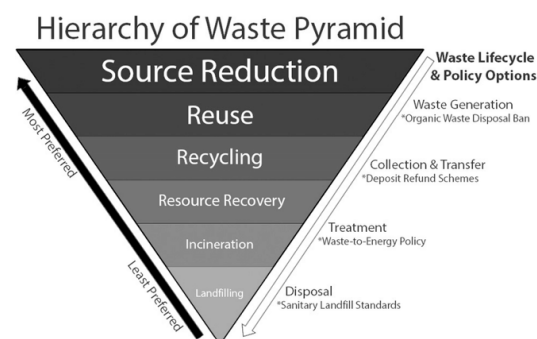 Hierarchy of Waste Pyramid
Source Reduction
Reuse
Recycling
Resource Recovery
Incineration
Landfilling
Most Preferred
Least Preferred
Waste Lifecycle
& Policy Options
Waste Generation
*Organic Waste Disposal Ban
Collection & Transfer
*Deposit Refund Schemes
Treatment
*Waste-to-Energy Policy
Disposal
*Sanitary Landfill Standards